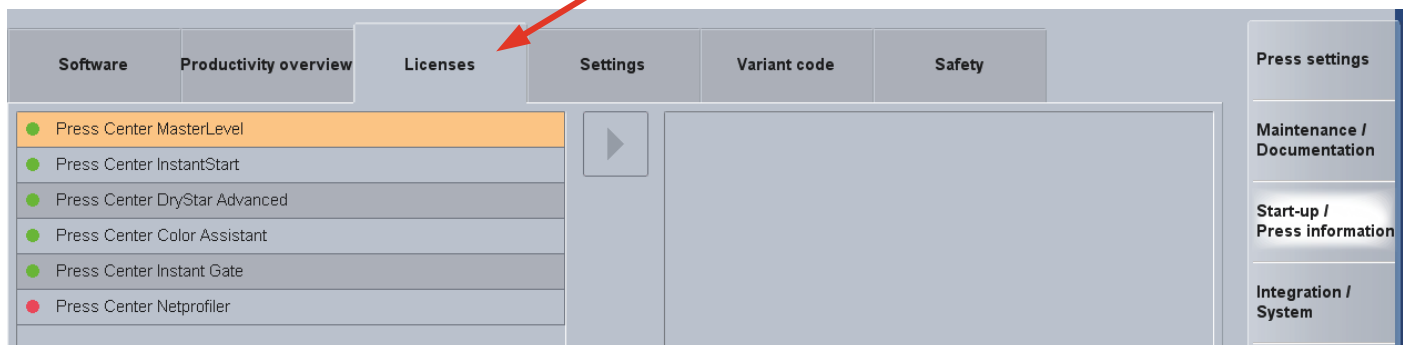 Software
Productivity overview
Licenses
Settings
Variant code
Safety
Press Center MasterLevel
Press Center InstantStart
Press Center DryStar Advanced
Press Center Color Assistant
Press Center Instant Gate
Press Center Netprofiler
Press settings
Maintenance /
Documentation
Start-up /
Press information
Integration /
System